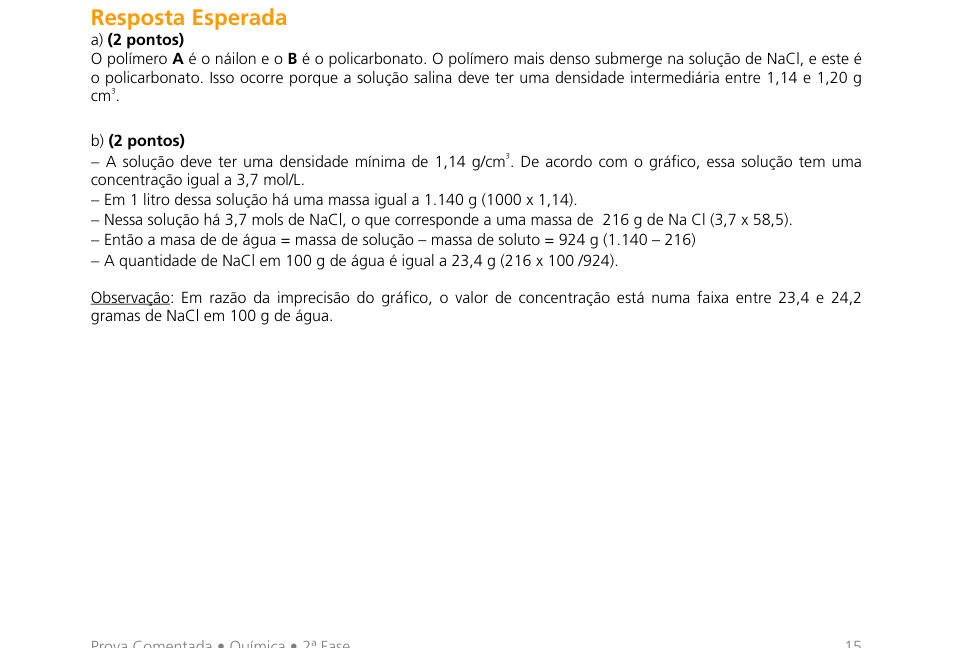 Resposta Esperada
a) (2 pontos)
O polímero A é o náilon e o B é o policarbonato. O polímero mais denso submerge na solução de NaCl, e este é
o policarbonato. Isso ocorre porque a solução salina deve ter uma densidade intermediária entre 1,14 e 1,20 g
cm³.
b) (2 pontos)
– A solução deve ter uma densidade mínima de 1,14 g/cm³. De acordo com o gráfico, essa solução tem uma
concentração igual a 3,7 mol/L.
– Em 1 litro dessa solução há uma massa igual a 1.140 g (1000 x 1,14).
– Nessa solução há 3,7 mols de NaCl, o que corresponde a uma massa de 216 g de Na Cl (3,7 x 58,5).
– Então a masa de de água = massa de solução – massa de soluto = 924 g (1.140 – 216)
– A quantidade de NaCl em 100 g de água é igual a 23,4 g (216 x 100 /924).
Observação: Em razão da imprecisão do gráfico, o valor de concentração está numa faixa entre 23,4 e 24,2
gramas de NaCl em 100 g de água.
Prova Comentada • Química • 2ª Fase 15